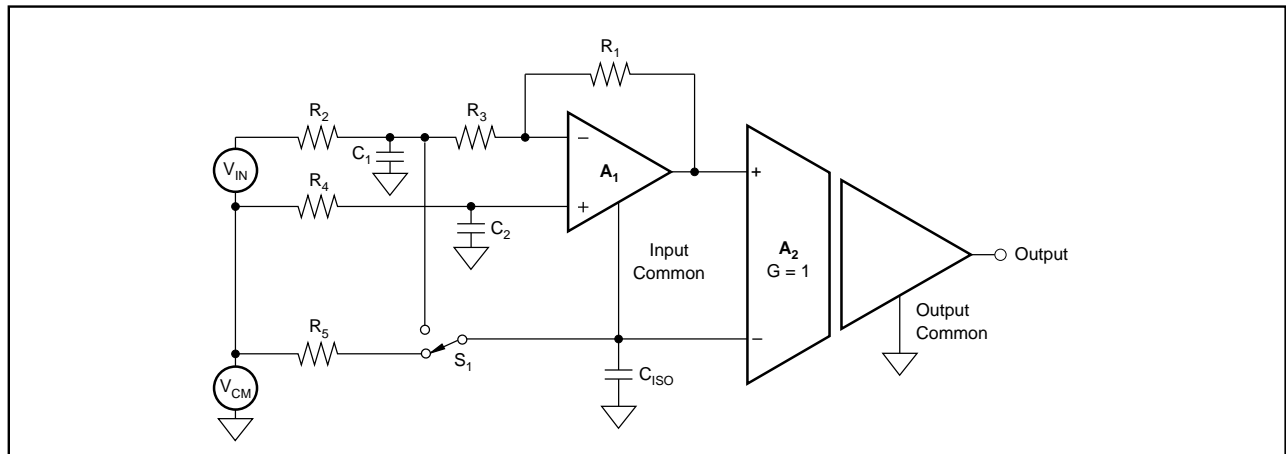 R1
R2
R3
C1
VIN
A1
R4
C2
A2
G = 1
Input
Common
Output
Output
Common
R5
S1
CISO
VCM
−
+
+
−